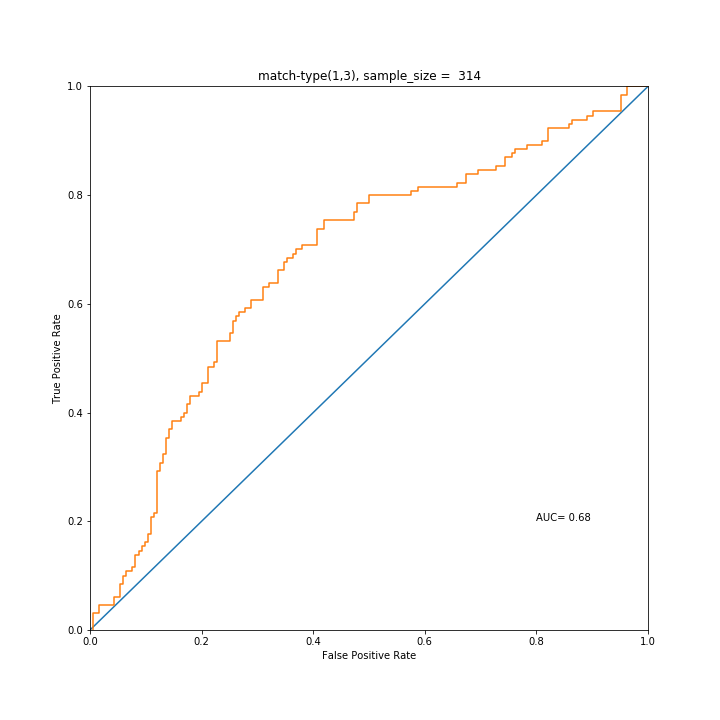 match-type(1,3), sample_size =  314
1.0
0.8
0.6
0.4
0.2
0.0
True Positive Rate
AUC= 0.68
0.0 0.2 0.4 0.6 0.8 1.0
False Positive Rate